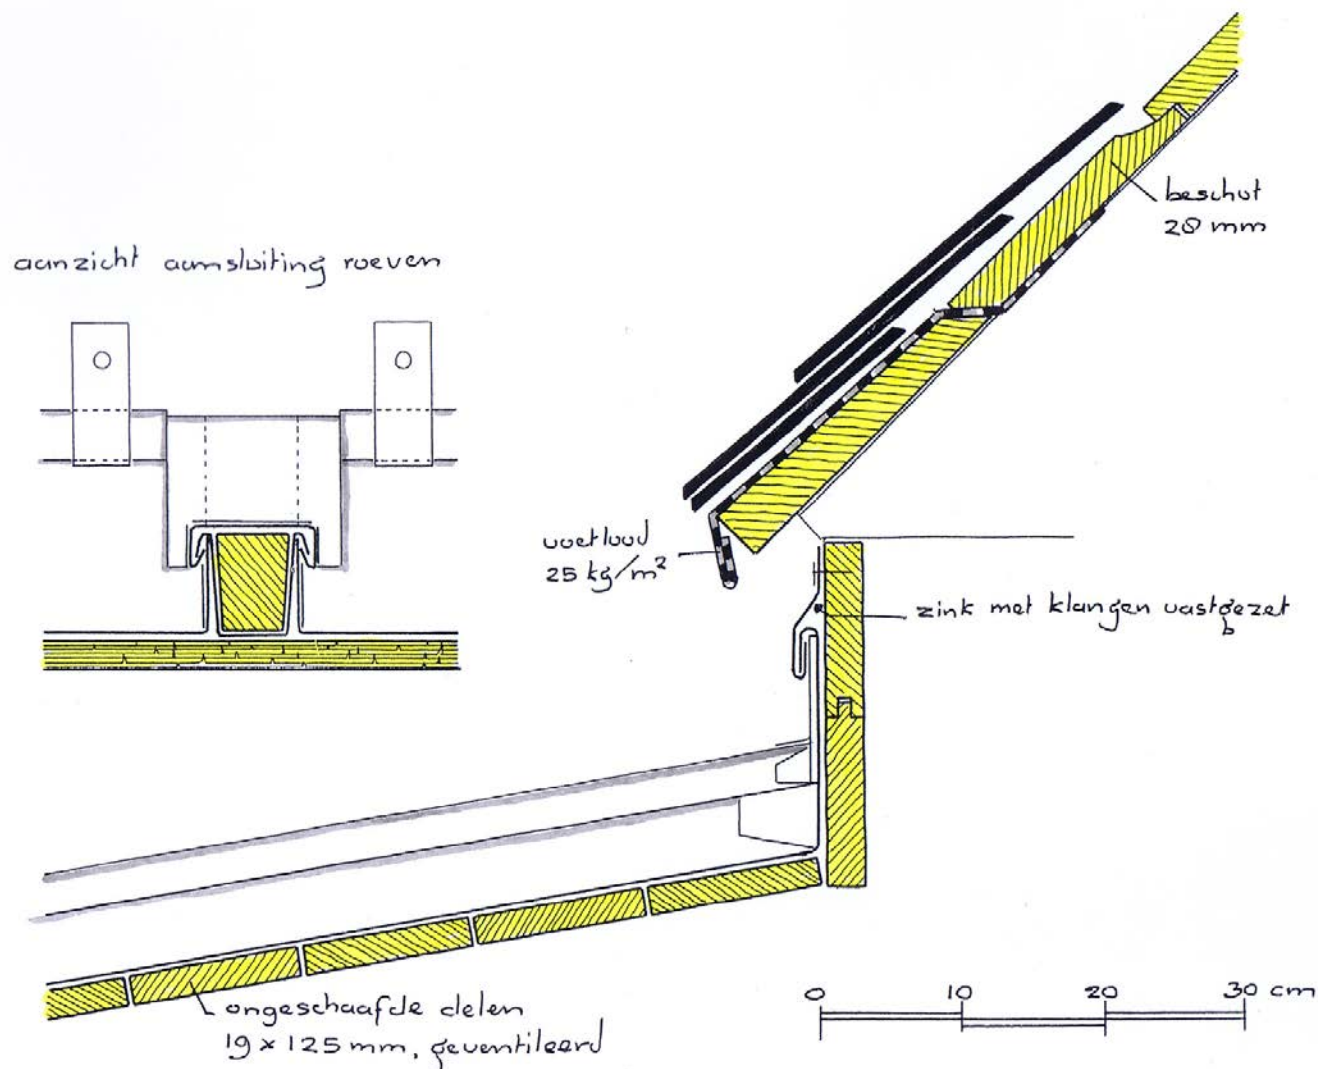 aanzicht aansluiting roeven
beschot
20 mm
voetlood
25 kg/m²
zink met klangen vastgezet
b
ongeschaafde delen
19 x 125 mm, geventileerd
0 10 20 30 cm